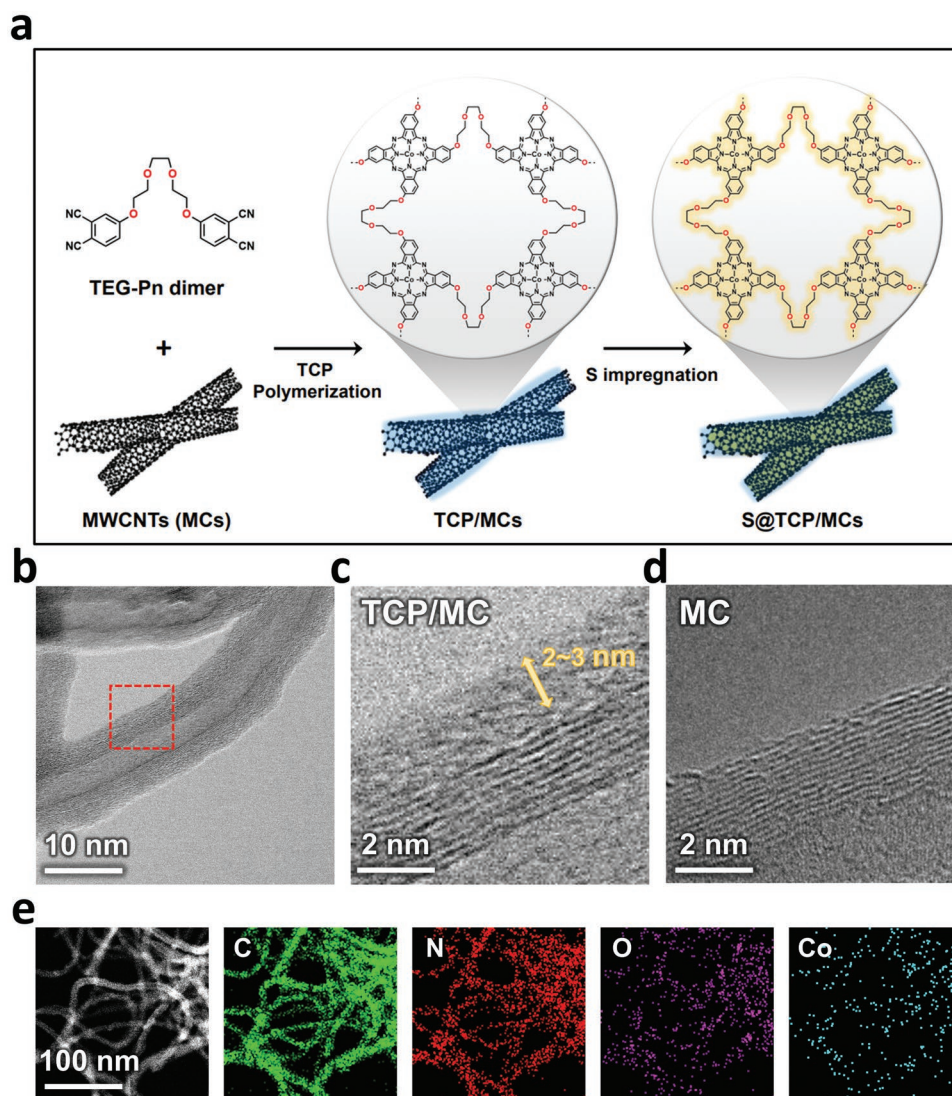 a
CN
NC
O
O
O
O
CN
CN
TEG-Pn dimer
+
MWCNTs (MCs)
TCP
Polymerization
TCP/MCs
S impregnation
S@TCP/MCs
b
10 nm
c
TCP/MC
2~3 nm
2 nm
d
MC
2 nm
e
100 nm
C
N
O
Co